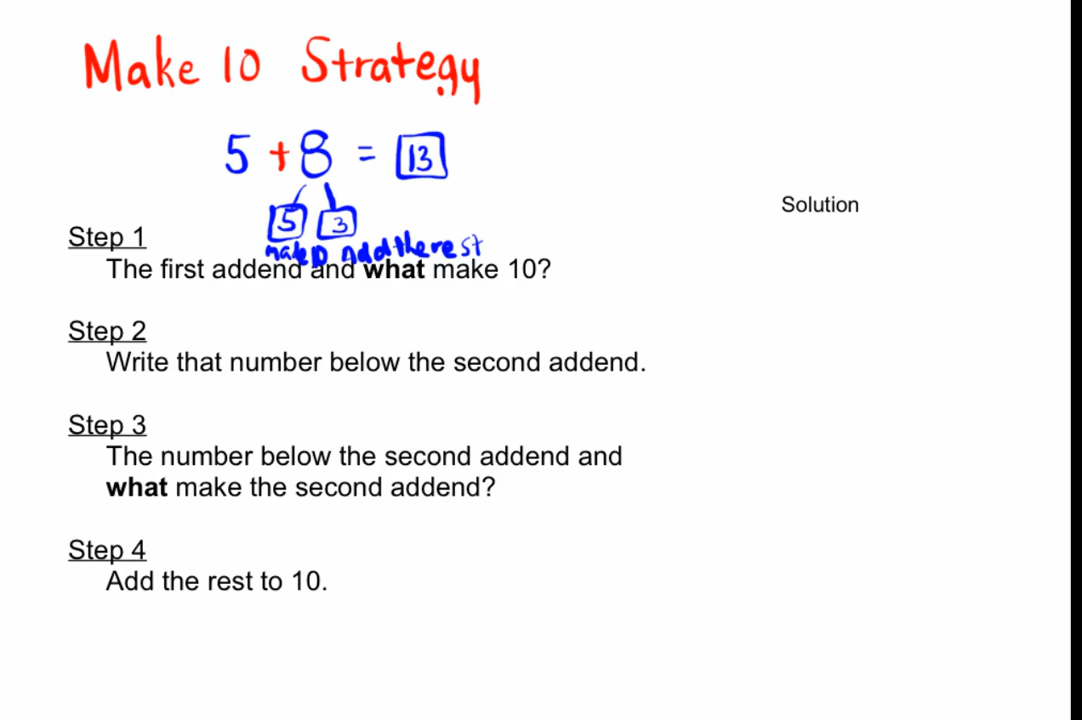 Make 10 Strategy
5 + 8 = 13
5 3
make 10 Add the rest
Solution
Step 1
The first addend and what make 10?
Step 2
Write that number below the second addend.
Step 3
The number below the second addend and
what make the second addend?
Step 4
Add the rest to 10.